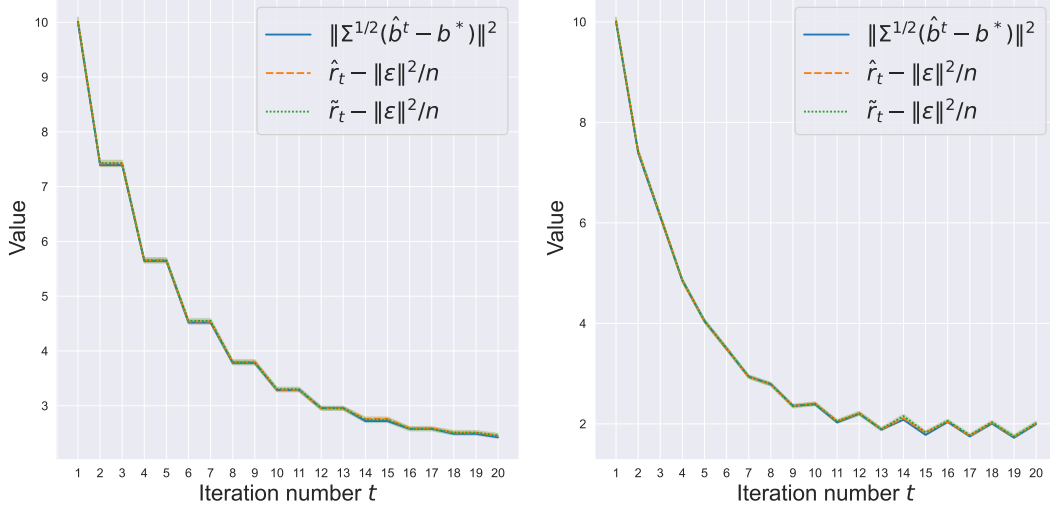 10
9
8
7
6
5
4
3
Value
‖Σ^{1/2}(b̂^t − b*)‖²
r̂_t − ‖ε‖²/n
r̃_t − ‖ε‖²/n
1 2 3 4 5 6 7 8 9 10 11 12 13 14 15 16 17 18 19 20
Iteration number t
10
8
6
4
2
Value
‖Σ^{1/2}(b̂^t − b*)‖²
r̂_t − ‖ε‖²/n
r̃_t − ‖ε‖²/n
1 2 3 4 5 6 7 8 9 10 11 12 13 14 15 16 17 18 19 20
Iteration number t